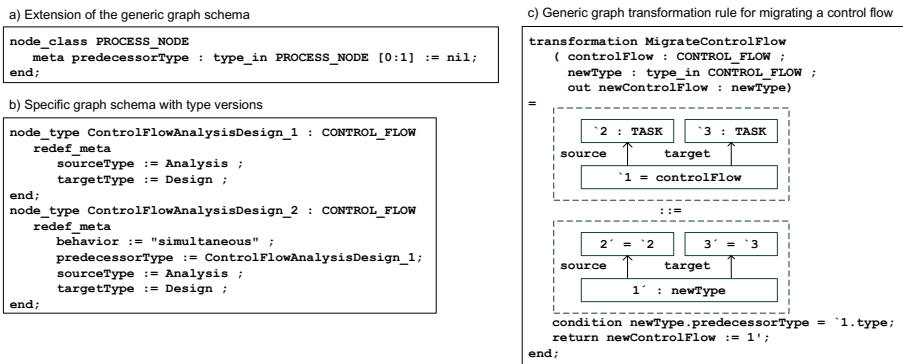 a) Extension of the generic graph schema
node_class PROCESS_NODE
meta predecessorType : type_in PROCESS_NODE [0:1] := nil;
end;
b) Specific graph schema with type versions
node_type ControlFlowAnalysisDesign_1 : CONTROL_FLOW
redef_meta
sourceType := Analysis ;
targetType := Design ;
end;
node_type ControlFlowAnalysisDesign_2 : CONTROL_FLOW
redef_meta
behavior := "simultaneous" ;
predecessorType := ControlFlowAnalysisDesign_1;
sourceType := Analysis ;
targetType := Design ;
end;
c) Generic graph transformation rule for migrating a control flow
transformation MigrateControlFlow
( controlFlow : CONTROL_FLOW ;
newType : type_in CONTROL_FLOW ;
out newControlFlow : newType)
=
`2 : TASK `3 : TASK
source target
`1 = controlFlow
::=
2´ = `2 3´ = `3
source target
1´ : newType
condition newType.predecessorType = `1.type;
return newControlFlow := 1';
end;